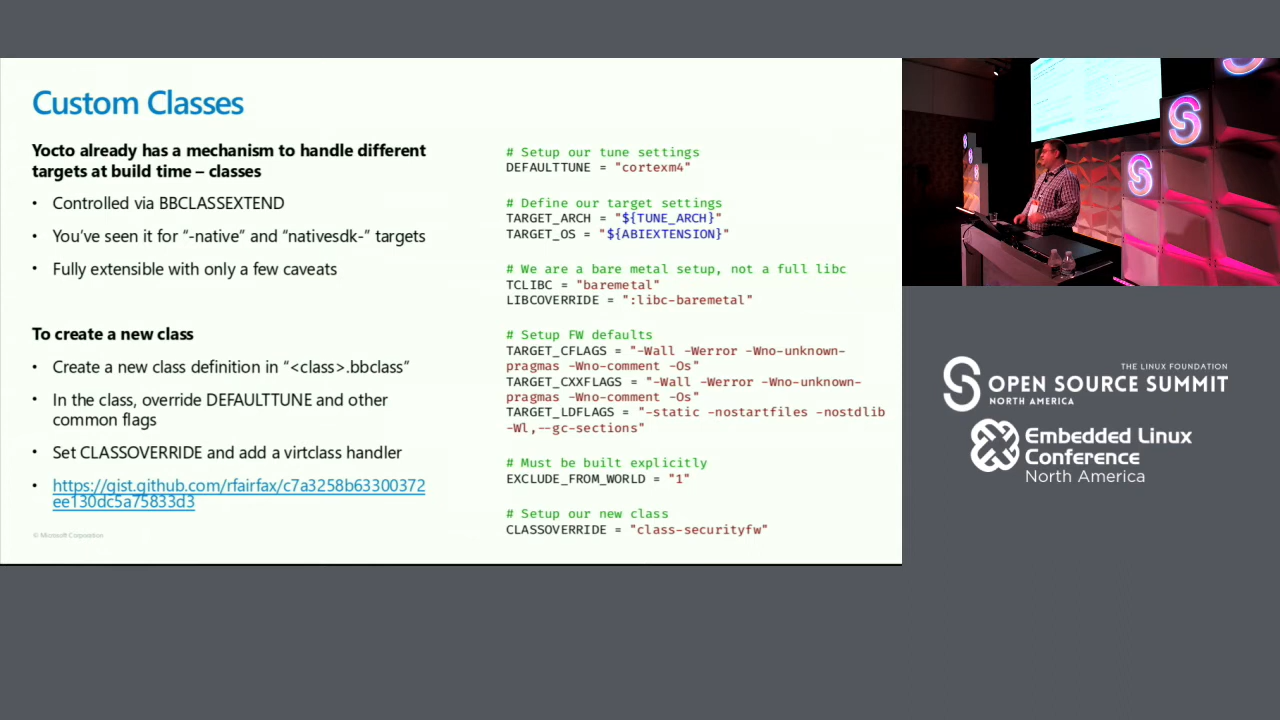 Custom Classes
Yocto already has a mechanism to handle different
targets at build time – classes
• Controlled via BBCLASSEXTEND
• You’ve seen it for “-native” and “nativesdk-” targets
• Fully extensible with only a few caveats
To create a new class
• Create a new class definition in “<class>.bbclass”
• In the class, override DEFAULTTUNE and other
common flags
• Set CLASSOVERRIDE and add a virtclass handler
• https://gist.github.com/rfairfax/c7a3258b63300372
ee130dc5a75833d3
© Microsoft Corporation
# Setup our tune settings
DEFAULTTUNE = "cortexm4"
# Define our target settings
TARGET_ARCH = "${TUNE_ARCH}"
TARGET_OS = "${ABIEXTENSION}"
# We are a bare metal setup, not a full libc
TCLIBC = "baremetal"
LIBCOVERRIDE = ":libc-baremetal"
# Setup FW defaults
TARGET_CFLAGS = "-Wall -Werror -Wno-unknown-
pragmas -Wno-comment -Os"
TARGET_CXXFLAGS = "-Wall -Werror -Wno-unknown-
pragmas -Wno-comment -Os"
TARGET_LDFLAGS = "-static -nostartfiles -nostdlib
-Wl,--gc-sections"
# Must be built explicitly
EXCLUDE_FROM_WORLD = "1"
# Setup our new class
CLASSOVERRIDE = "class-securityfw"
THE LINUX FOUNDATION
OPEN SOURCE SUMMIT
NORTH AMERICA
Embedded Linux
Conference
North America